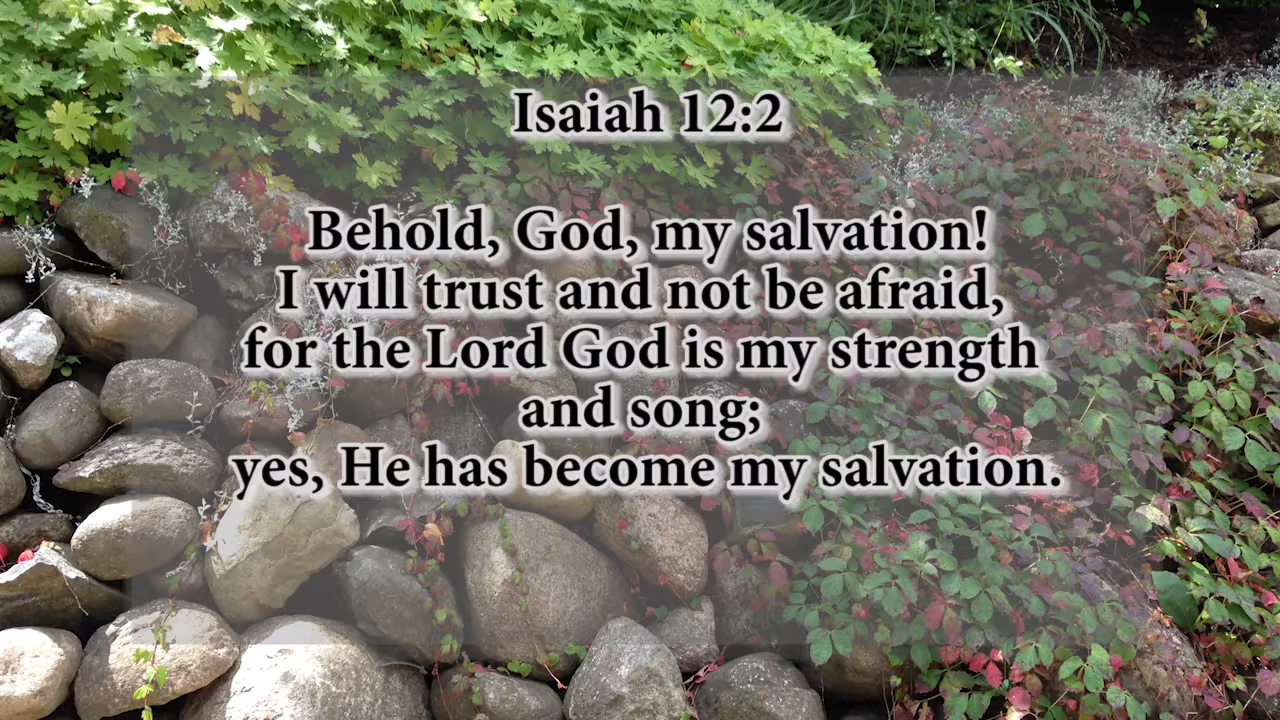 Isaiah 12:2
Behold, God, my salvation!
I will trust and not be afraid,
for the Lord God is my strength
and song;
yes, He has become my salvation.